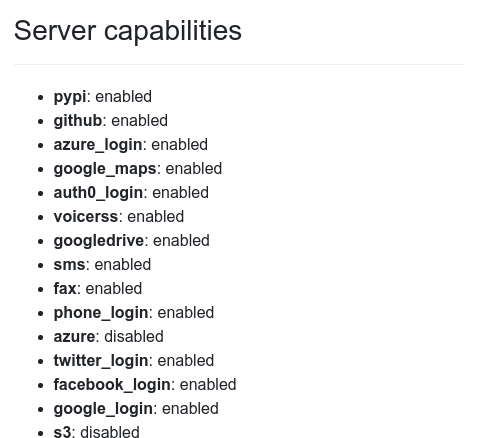 Server capabilities
pypi: enabled
github: enabled
azure_login: enabled
google_maps: enabled
auth0_login: enabled
voicerss: enabled
googledrive: enabled
sms: enabled
fax: enabled
phone_login: enabled
azure: disabled
twitter_login: enabled
facebook_login: enabled
google_login: enabled
s3: disabled